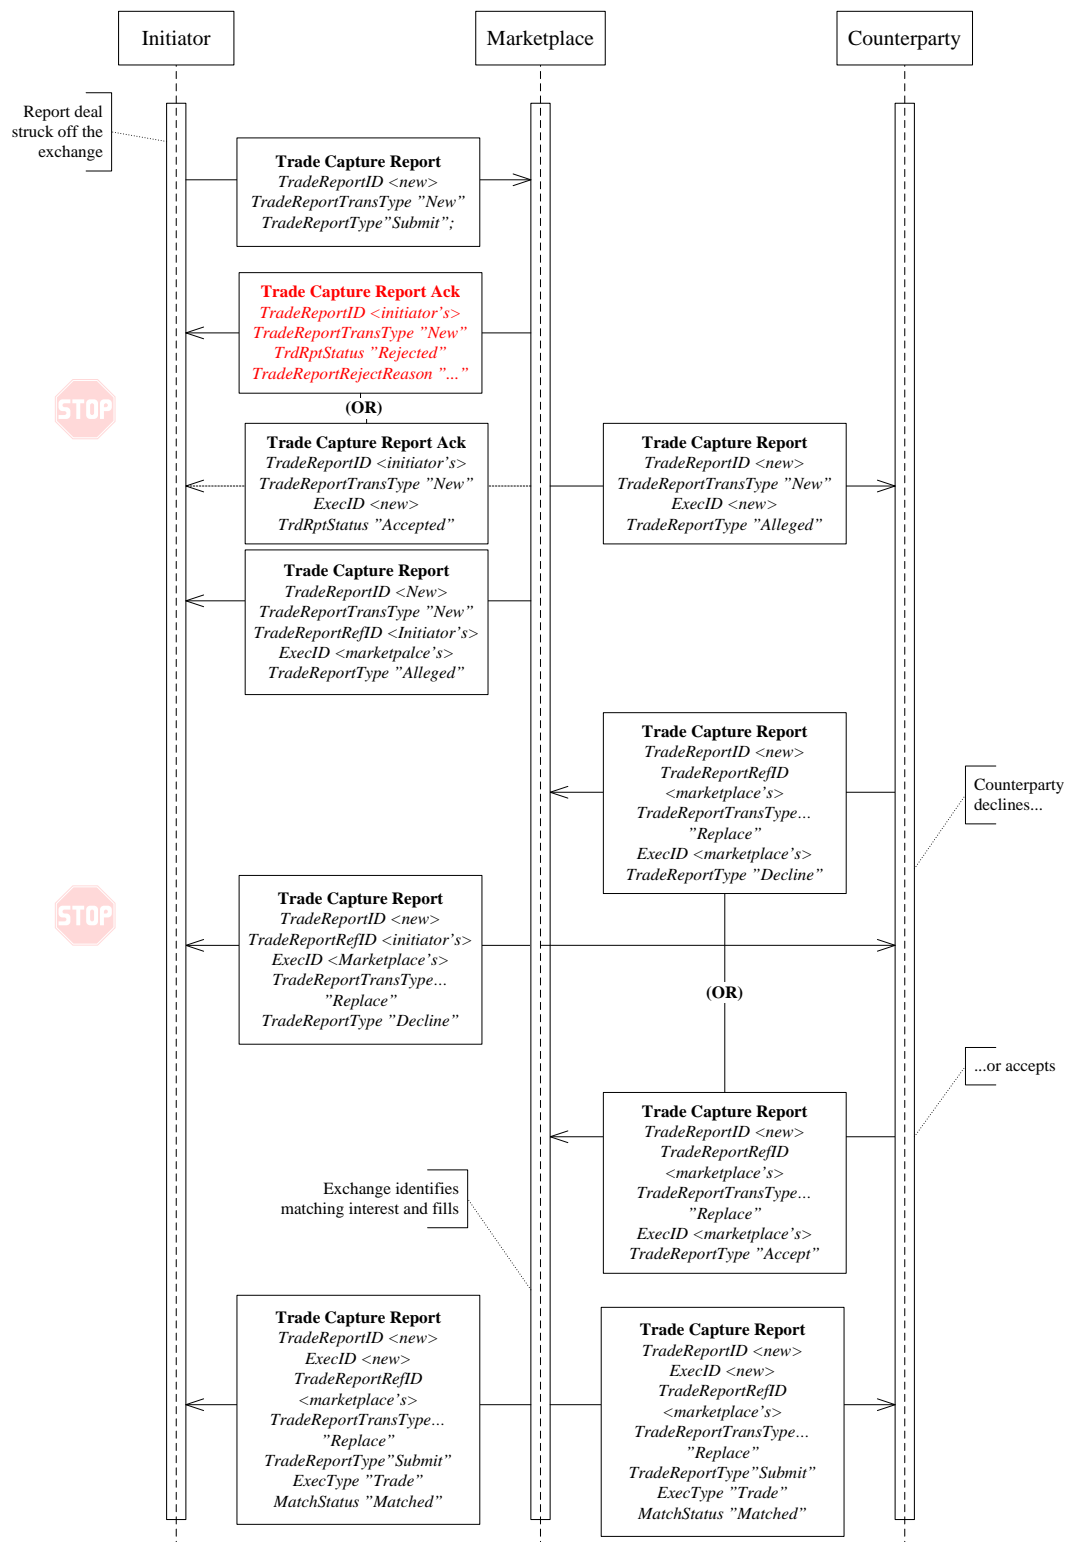 Initiator
Marketplace
Counterparty
Report deal
struck off the
exchange
Trade Capture Report
TradeReportID <new>
TradeReportTransType ”New”
TradeReportType”Submit”;
Trade Capture Report Ack
TradeReportID <initiator’s>
TradeReportTransType ”New”
TrdRptStatus ”Rejected”
TradeReportRejectReason ”...”
STOP
(OR)
Trade Capture Report Ack
TradeReportID <initiator’s>
TradeReportTransType ”New”
ExecID <new>
TrdRptStatus ”Accepted”
Trade Capture Report
TradeReportID <new>
TradeReportTransType ”New”
ExecID <new>
TradeReportType ”Alleged”
Trade Capture Report
TradeReportID <New>
TradeReportTransType ”New”
TradeReportRefID <Initiator’s>
ExecID <marketpalce’s>
TradeReportType ”Alleged”
Trade Capture Report
TradeReportID <new>
TradeReportRefID
<marketplace’s>
TradeReportTransType…
”Replace”
ExecID <marketplace’s>
TradeReportType ”Decline”
Counterparty
declines...
STOP
Trade Capture Report
TradeReportID <new>
TradeReportRefID <initiator’s>
ExecID <Marketplace’s>
TradeReportTransType…
”Replace”
TradeReportType ”Decline”
(OR)
...or accepts
Trade Capture Report
TradeReportID <new>
TradeReportRefID
<marketplace’s>
TradeReportTransType…
”Replace”
ExecID <marketplace’s>
TradeReportType ”Accept”
Exchange identifies
matching interest and fills
Trade Capture Report
TradeReportID <new>
ExecID <new>
TradeReportRefID
<marketplace’s>
TradeReportTransType…
”Replace”
TradeReportType”Submit”
ExecType ”Trade”
MatchStatus ”Matched”
Trade Capture Report
TradeReportID <new>
ExecID <new>
TradeReportRefID
<marketplace’s>
TradeReportTransType…
”Replace”
TradeReportType”Submit”
ExecType ”Trade”
MatchStatus ”Matched”